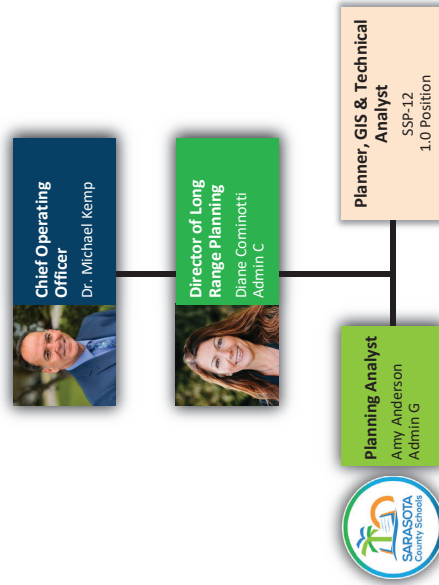 Chief Operating
Officer
Dr. Michael Kemp
Director of Long
Range Planning
Diane Cominotti
Admin C
Planning Analyst
Amy Anderson
Admin G
Planner, GIS & Technical
Analyst
SSP-12
1.0 Position
SARASOTA
County Schools